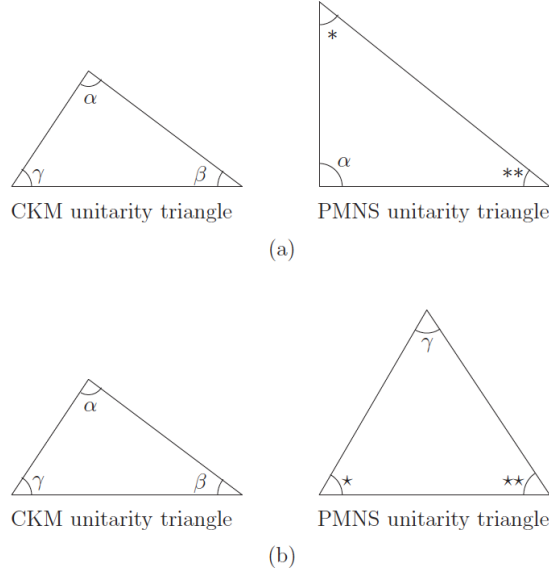 *
α
α
γ
β
**
CKM unitarity triangle
PMNS unitarity triangle
(a)
γ
α
γ
β
⋆
⋆⋆
CKM unitarity triangle
PMNS unitarity triangle
(b)